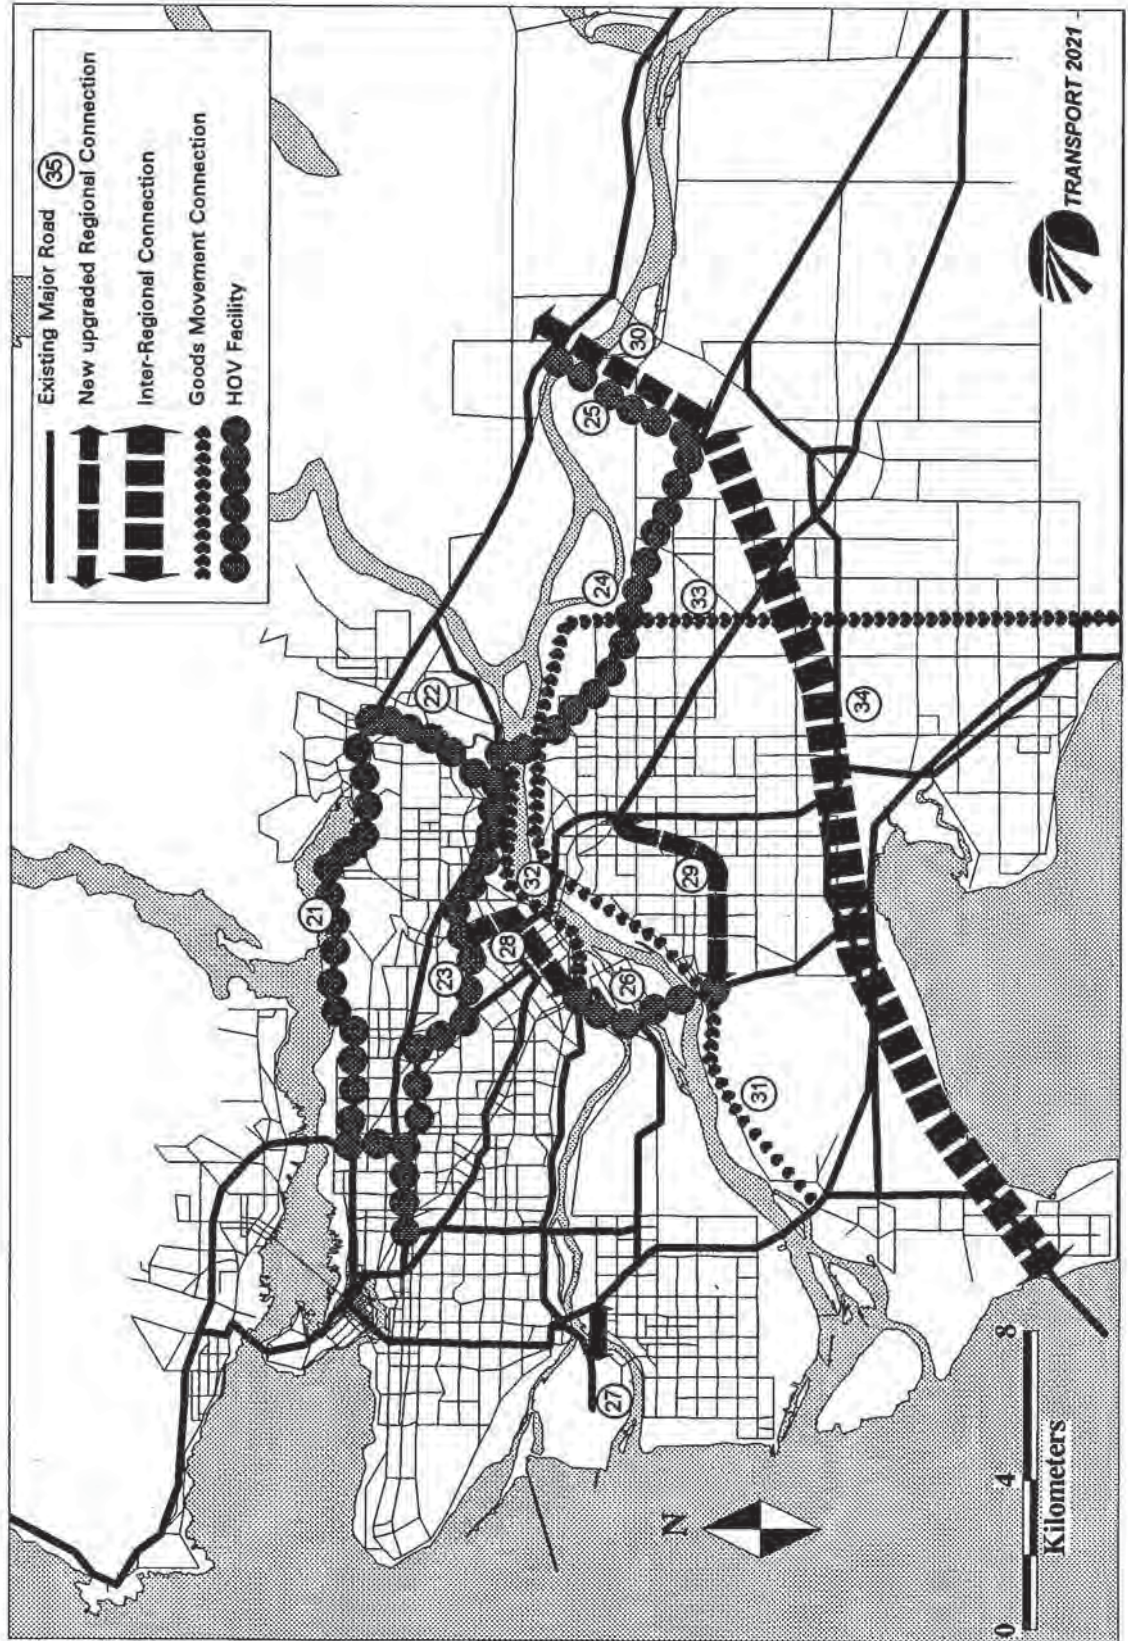 Existing Major Road 35
New upgraded Regional Connection
Inter-Regional Connection
Goods Movement Connection
HOV Facility
21
22
23
24
25
26
27
28
29
30
31
32
33
34
N
0 4 8
Kilometers
TRANSPORT 2021